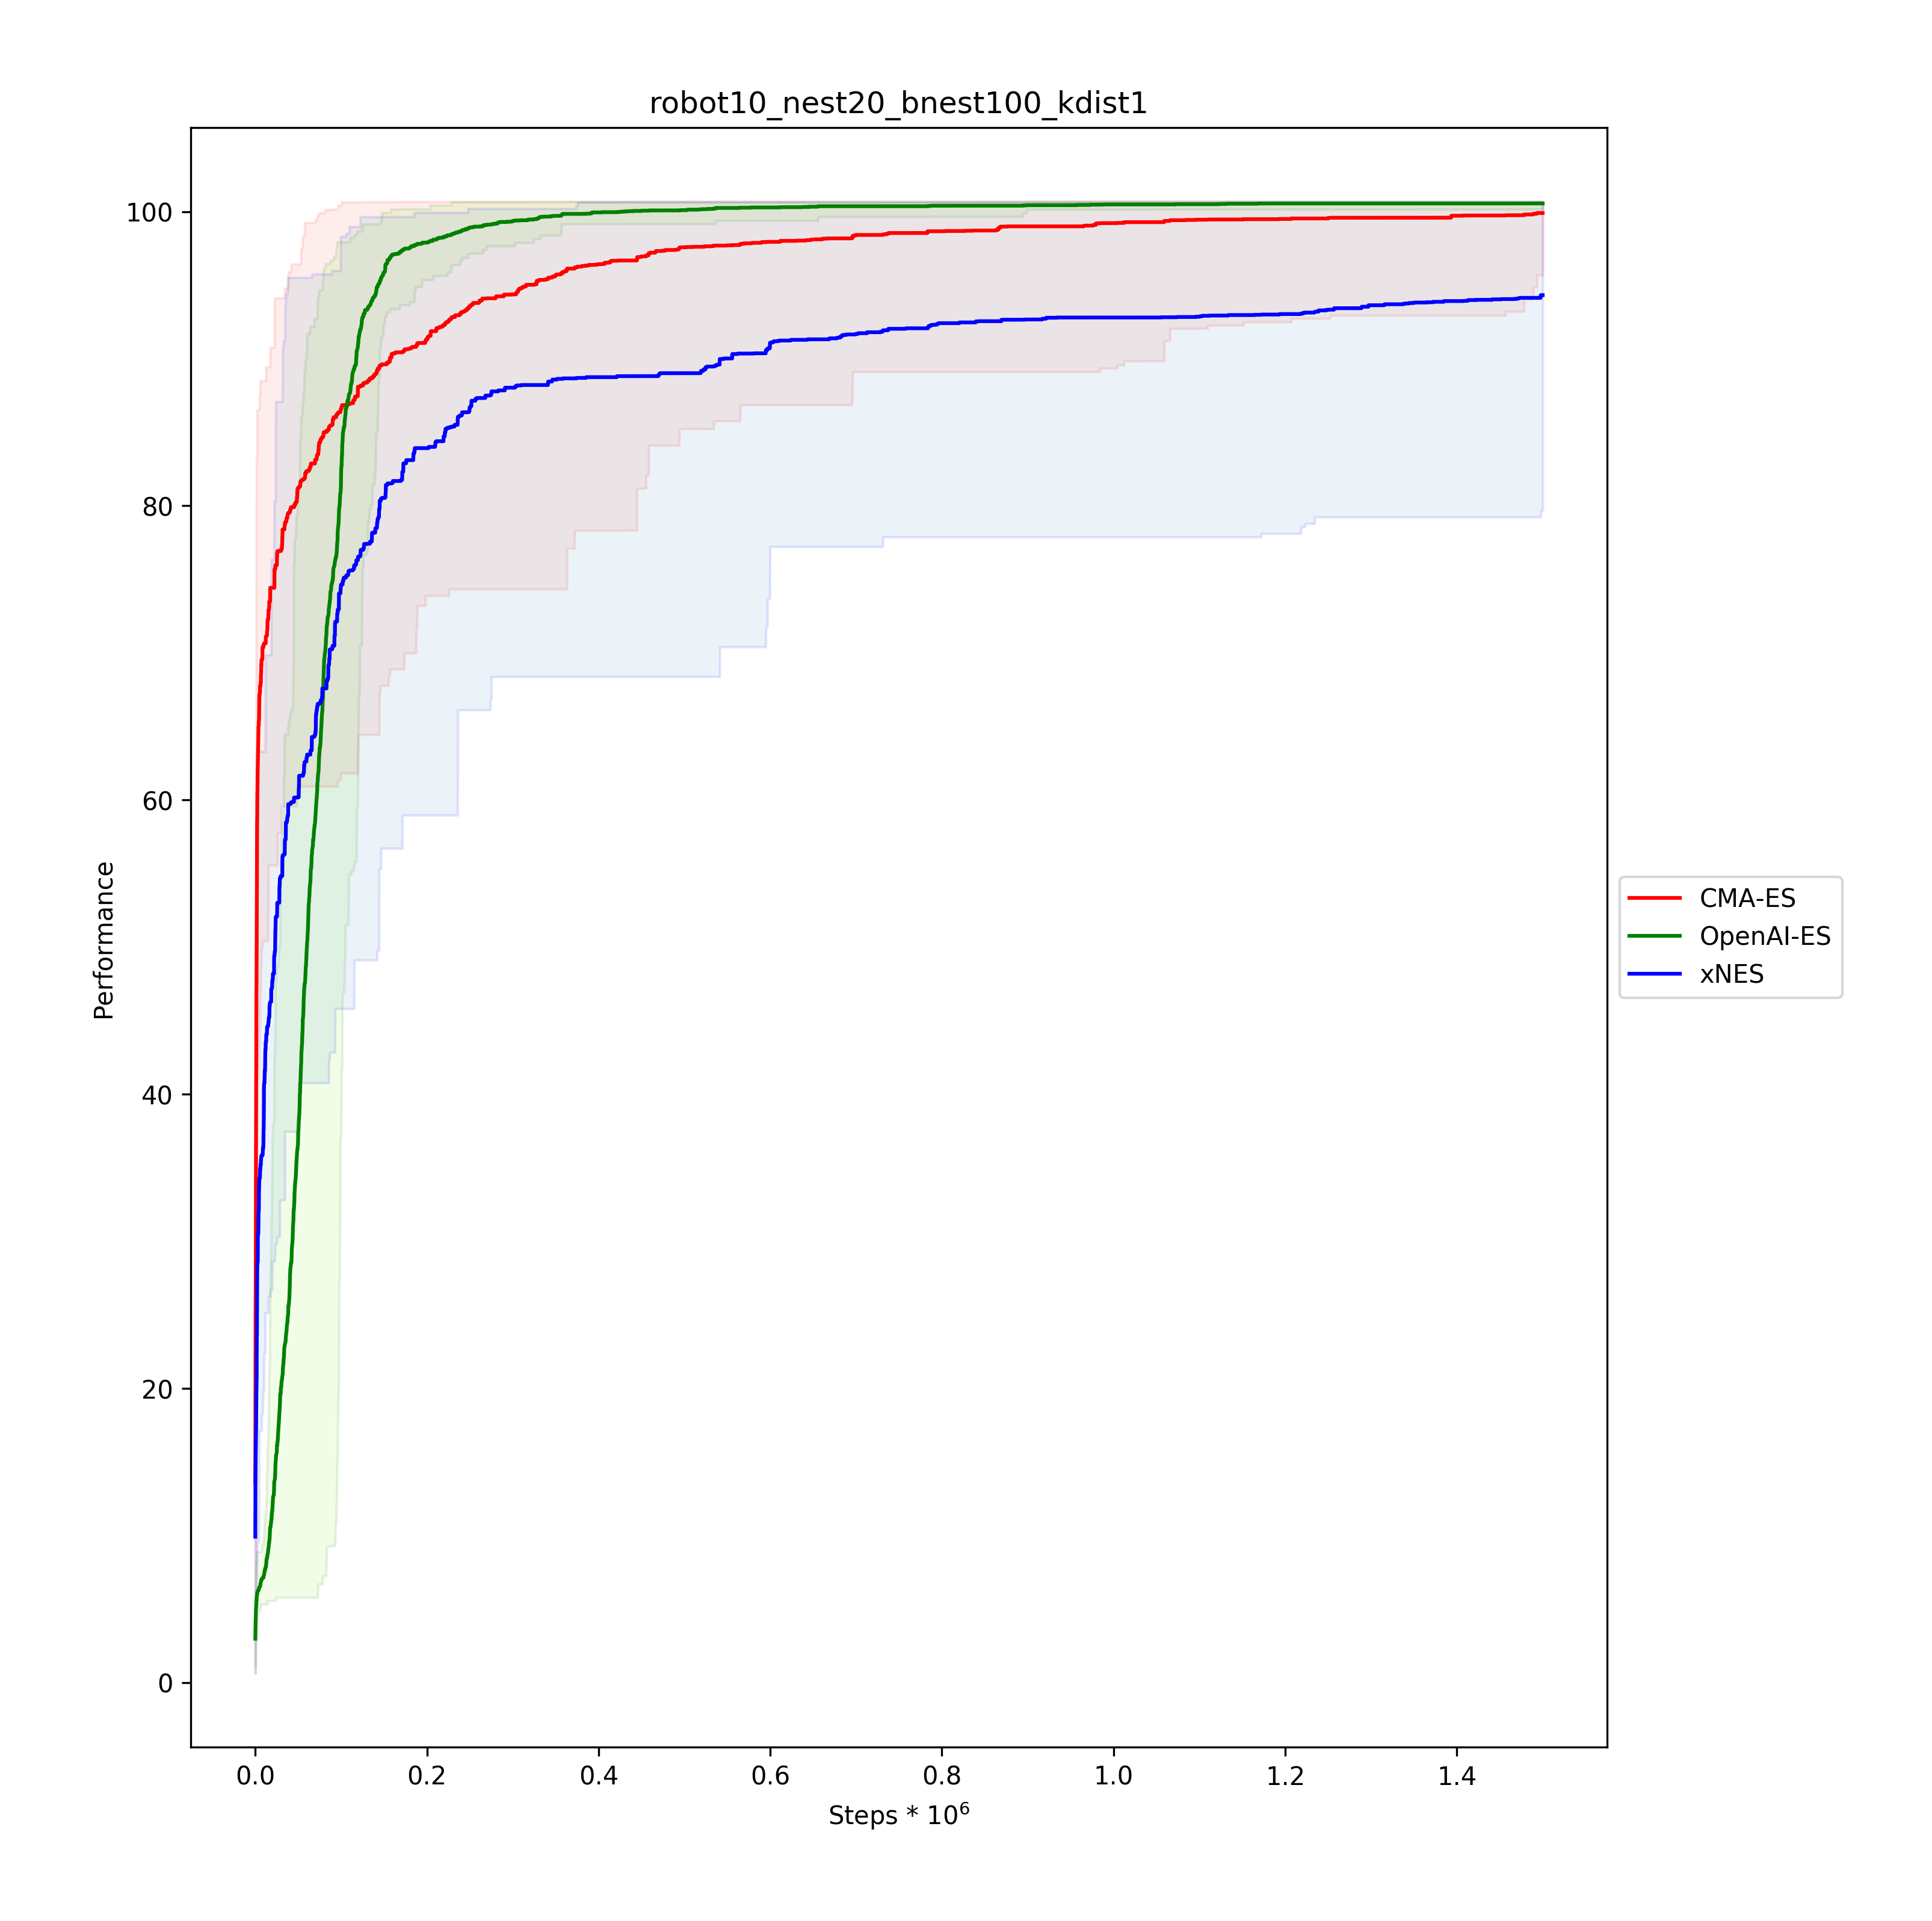 robot10_nest20_bnest100_kdist1
Performance
100
80
60
40
20
0
0.0 0.2 0.4 0.6 0.8 1.0 1.2 1.4
Steps * 10⁶
CMA-ES
OpenAI-ES
xNES